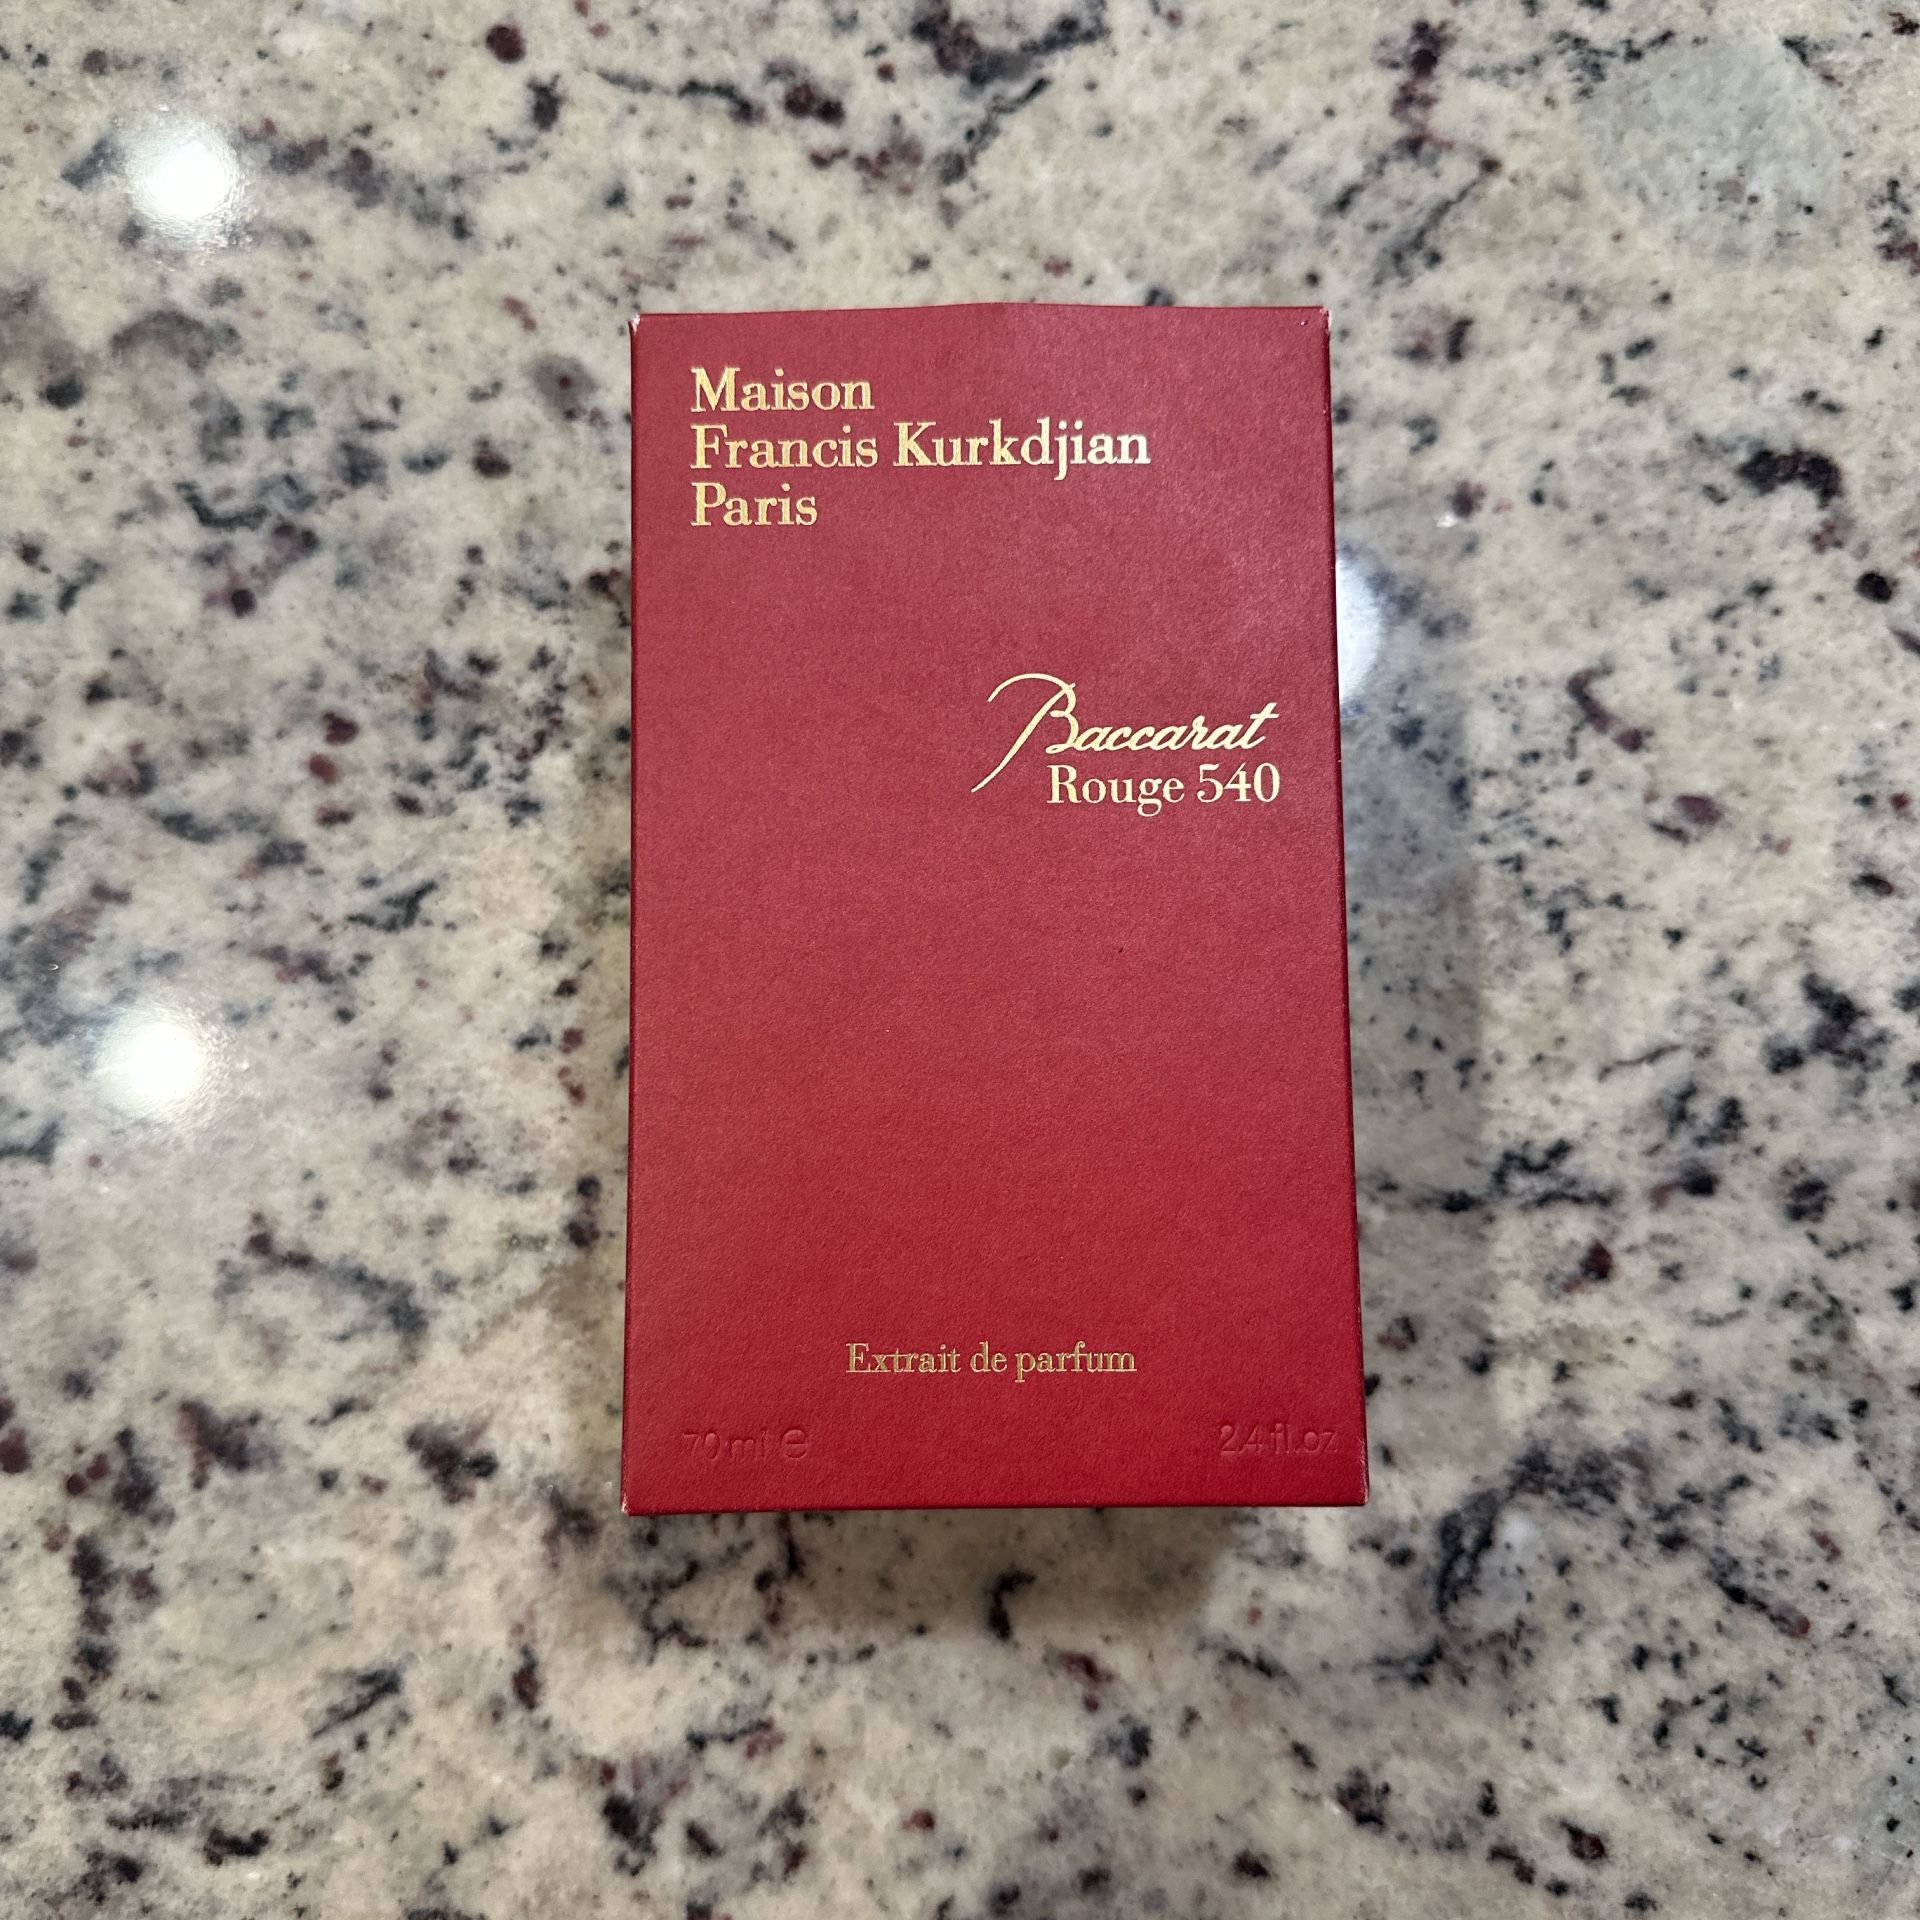 Maison
Francis Kurkdjian
Paris
Baccarat
Rouge 540
Extrait de parfum
70 ml e 2.4 fl.oz